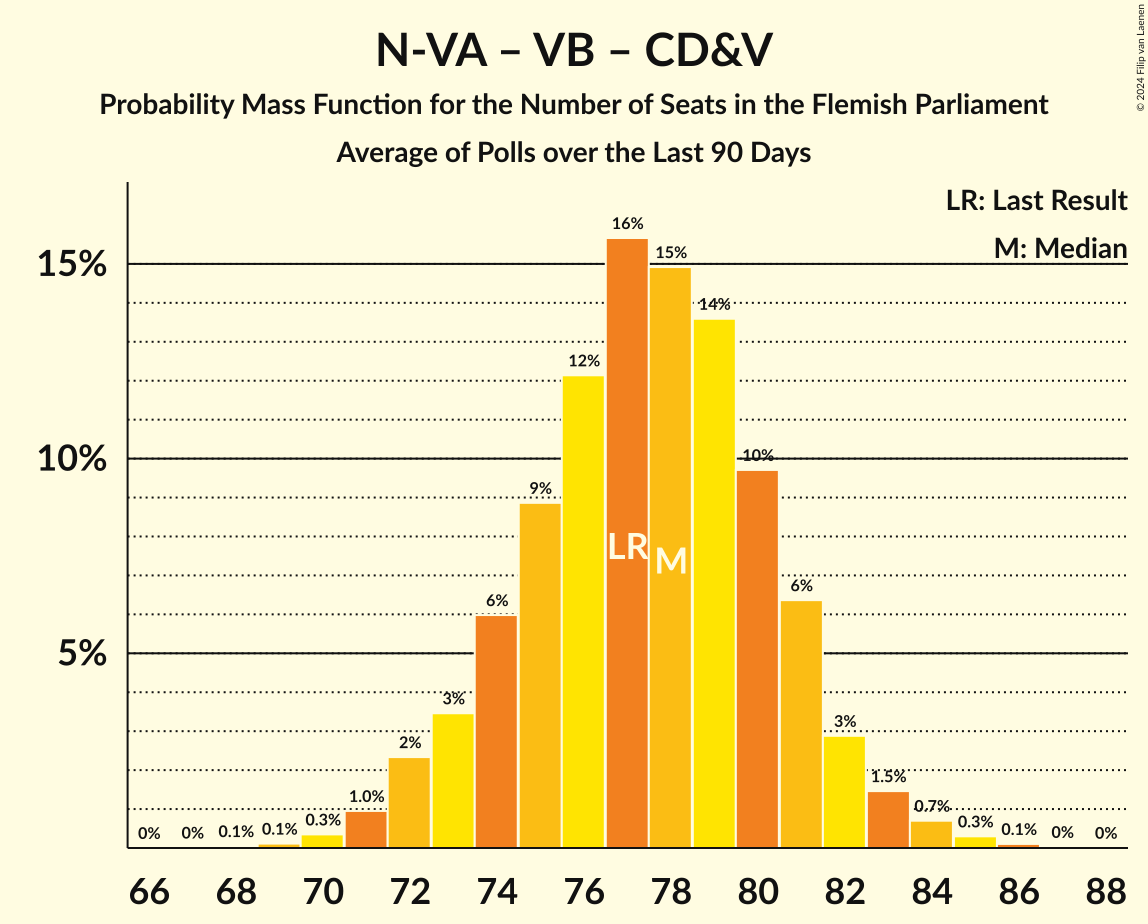 N-VA – VB – CD&V
Probability Mass Function for the Number of Seats in the Flemish Parliament
Average of Polls over the Last 90 Days
© 2024 Filip van Laenen
LR: Last Result
M: Median
15%
10%
5%
0%
0%
0.1%
0.1%
0.3%
1.0%
2%
3%
6%
9%
12%
16%
15%
14%
10%
6%
3%
1.5%
0.7%
0.3%
0.1%
0%
0%
LR
M
66 68 70 72 74 76 78 80 82 84 86 88